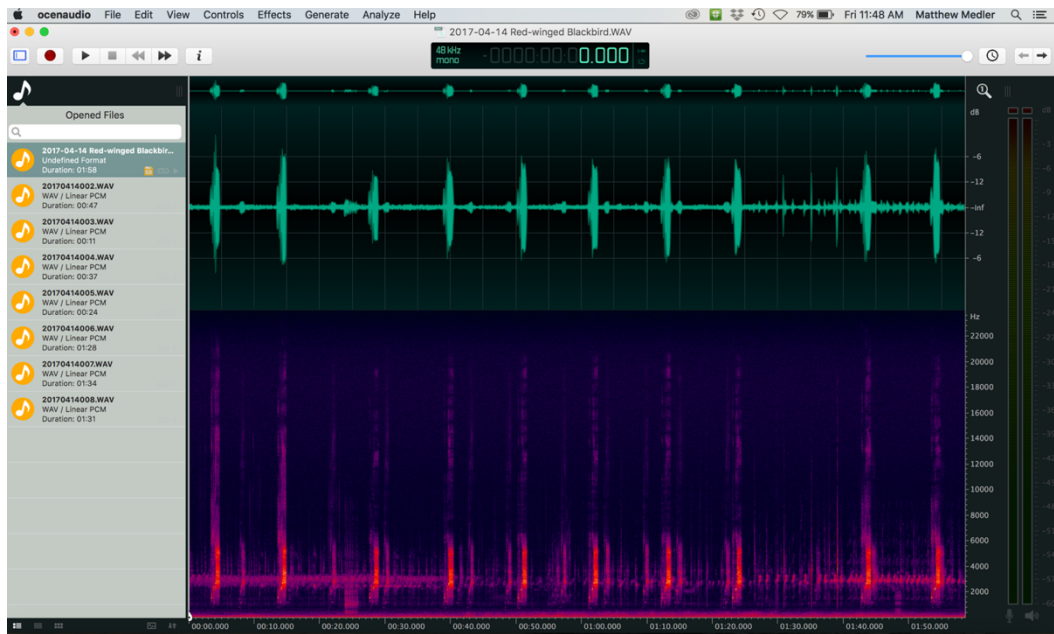 ocenaudio File Edit View Controls Effects Generate Analyze Help 79% Fri 11:48 AM Matthew Medler
2017-04-14 Red-winged Blackbird.WAV
48 kHz
mono
-0000:00:00.000
i
Opened Files
2017-04-14 Red-winged Blackbir...
Undefined Format
Duration: 01:58
20170414002.WAV
WAV / Linear PCM
Duration: 00:47
20170414003.WAV
WAV / Linear PCM
Duration: 00:11
20170414004.WAV
WAV / Linear PCM
Duration: 00:37
20170414005.WAV
WAV / Linear PCM
Duration: 00:24
20170414006.WAV
WAV / Linear PCM
Duration: 01:28
20170414007.WAV
WAV / Linear PCM
Duration: 01:34
20170414008.WAV
WAV / Linear PCM
Duration: 01:31
dB
-6
-12
-inf
-12
-6
Hz
22000
20000
18000
16000
14000
12000
10000
8000
6000
4000
2000
00:00.000 00:10.000 00:20.000 00:30.000 00:40.000 00:50.000 01:00.000 01:10.000 01:20.000 01:30.000 01:40.000 01:50.000
dB
-3
-6
-9